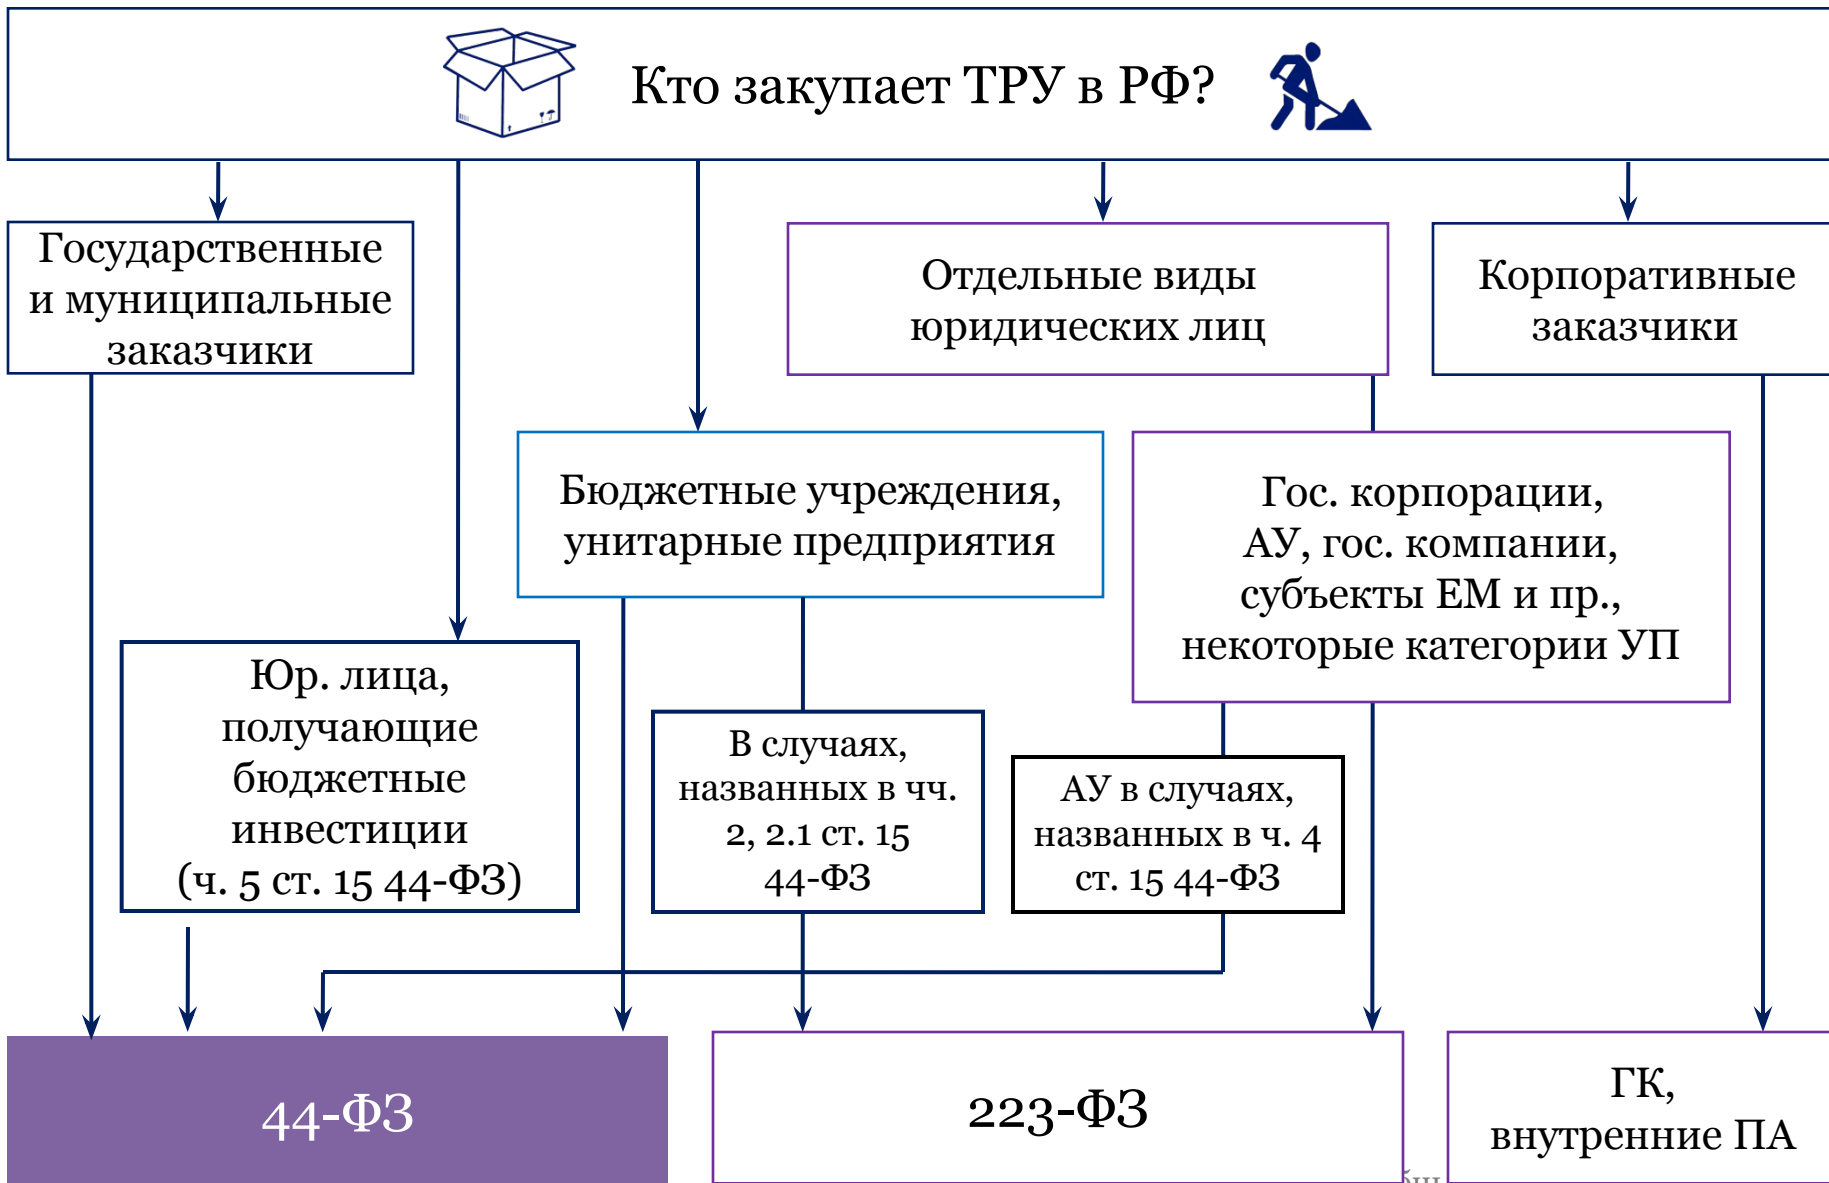 Кто закупает ТРУ в РФ?
Государственные
и муниципальные
заказчики
Отдельные виды
юридических лиц
Корпоративные
заказчики
Бюджетные учреждения,
унитарные предприятия
Гос. корпорации,
АУ, гос. компании,
субъекты ЕМ и пр.,
некоторые категории УП
Юр. лица,
получающие
бюджетные
инвестиции
(ч. 5 ст. 15 44-ФЗ)
В случаях,
названных в чч.
2, 2.1 ст. 15
44-ФЗ
АУ в случаях,
названных в ч. 4
ст. 15 44-ФЗ
44-ФЗ
223-ФЗ
ГК,
внутренние ПА